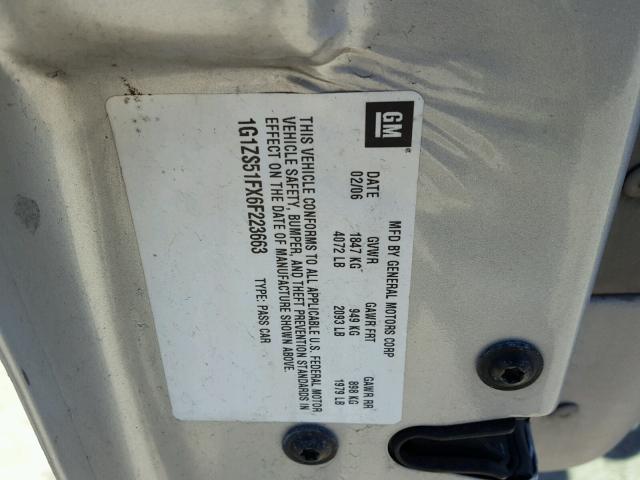 GM
MFD BY GENERAL MOTORS CORP
DATE GVWR GAWR FRT GAWR RR
02/06 1847 KG 949 KG 898 KG
4072 LB 2093 LB 1979 LB
THIS VEHICLE CONFORMS TO ALL APPLICABLE U.S. FEDERAL MOTOR
VEHICLE SAFETY, BUMPER, AND THEFT PREVENTION STANDARDS IN
EFFECT ON THE DATE OF MANUFACTURE SHOWN ABOVE.
1G1ZS51FX6F223663 TYPE: PASS CAR